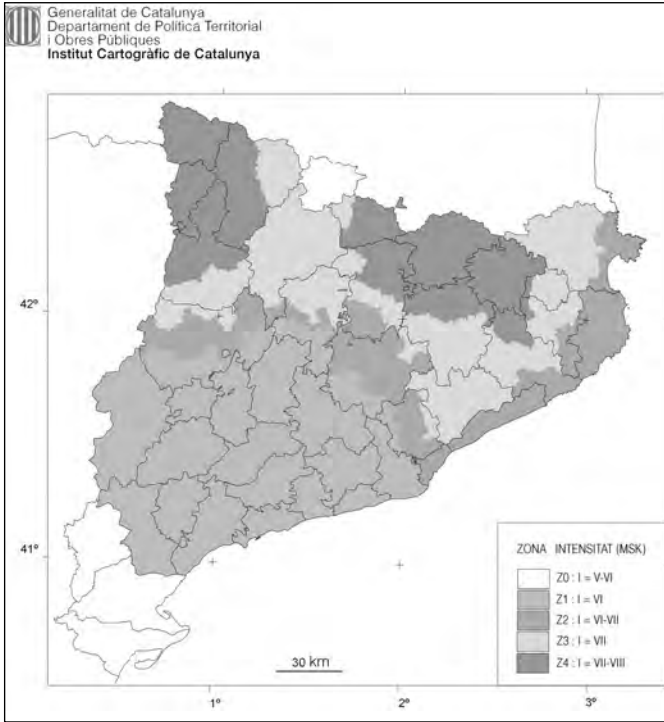 Generalitat de Catalunya
Departament de Política Territorial
i Obres Públiques
Institut Cartogràfic de Catalunya
42º
41º
ZONA INTENSITAT (MSK)
Z0 : I = V-VI
Z1 : I = VI
Z2 : I = VI-VII
Z3 : I = VII
Z4 : I = VII-VIII
30 km
1º 2º 3º